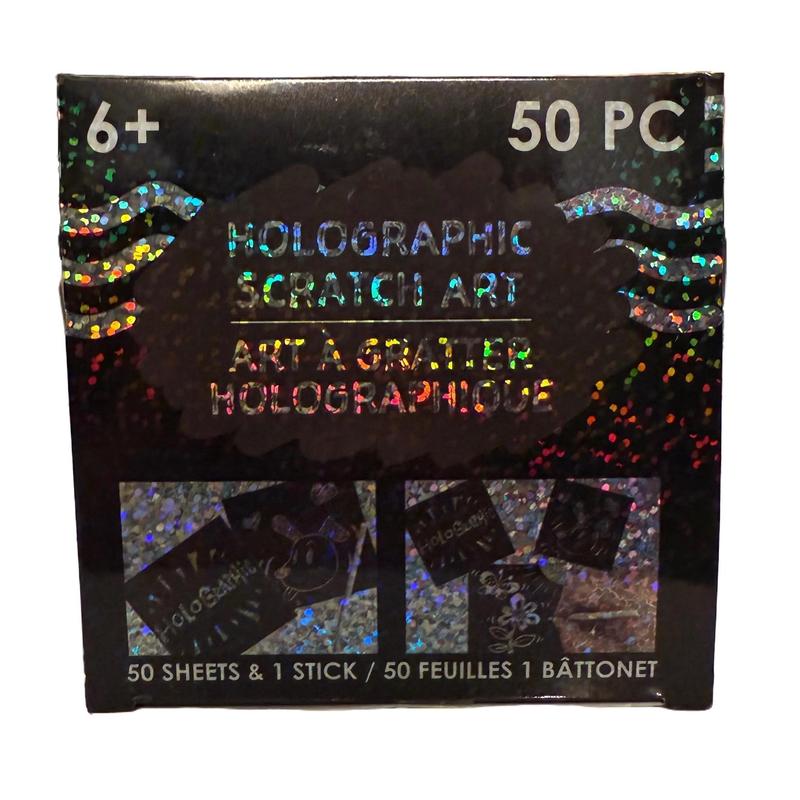 6+
50 PC
HOLOGRAPHIC
SCRATCH ART
ART À GRATTER
HOLOGRAPHIQUE
HoloGraphic
HoloGraphic
50 SHEETS & 1 STICK / 50 FEUILLES 1 BÂTTONET